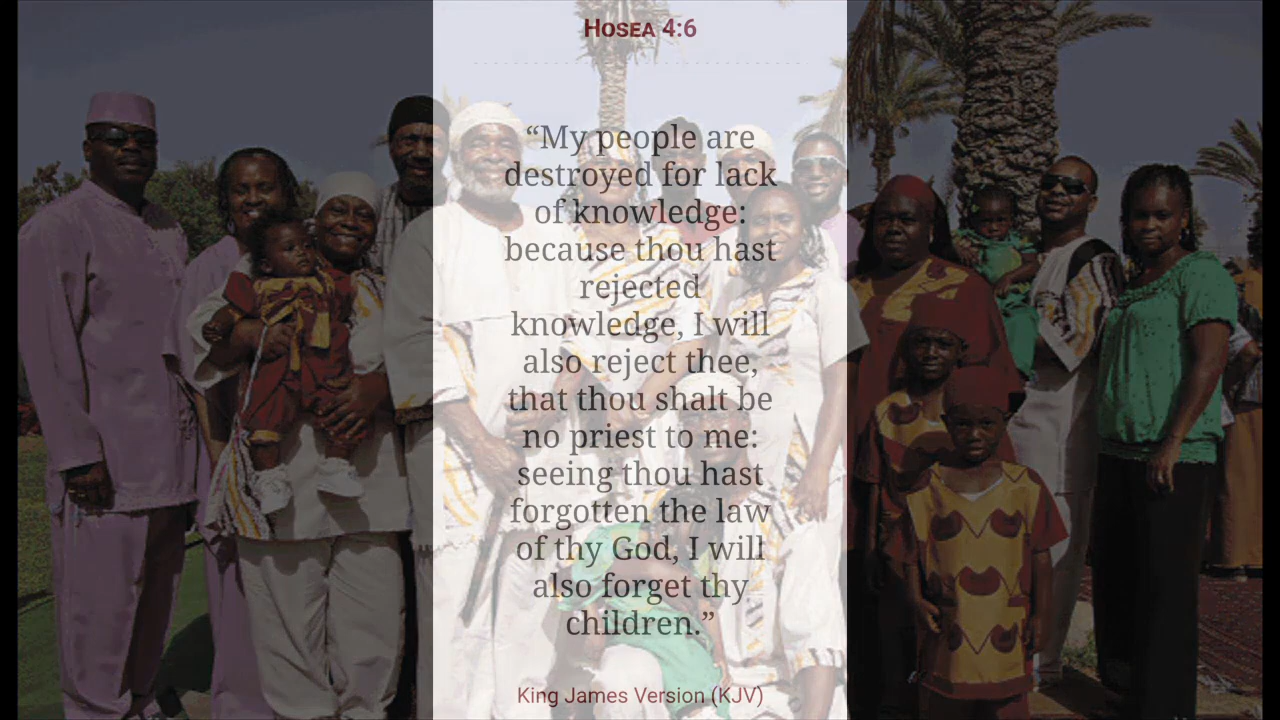 HOSEA 4:6
“My people are
destroyed for lack
of knowledge:
because thou hast
rejected
knowledge, I will
also reject thee,
that thou shalt be
no priest to me:
seeing thou hast
forgotten the law
of thy God, I will
also forget thy
children.”
King James Version (KJV)